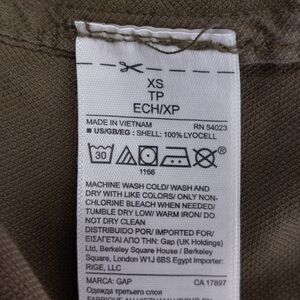 XS
TP
ECH/XP
MADE IN VIETNAM RN 54023
■ US/GB/EG : SHELL: 100% LYOCELL
30
1166
MACHINE WASH COLD/ WASH AND
DRY WITH LIKE COLORS/ ONLY NON-
CHLORINE BLEACH WHEN NEEDED/
TUMBLE DRY LOW/ WARM IRON/ DO
NOT DRY CLEAN
DISTRIBUIDO POR/ IMPORTED FOR/
ΕΙΣΑΓΕΤΑΙ ΑΠΟ ΤΗΝ: Gap (UK Holdings)
Ltd, Berkeley Square House / Berkeley
Square, London W1J 6BS Egypt Importer:
RIGE, LLC
MARCA: GAP CA 17897
Одежда третьего слоя